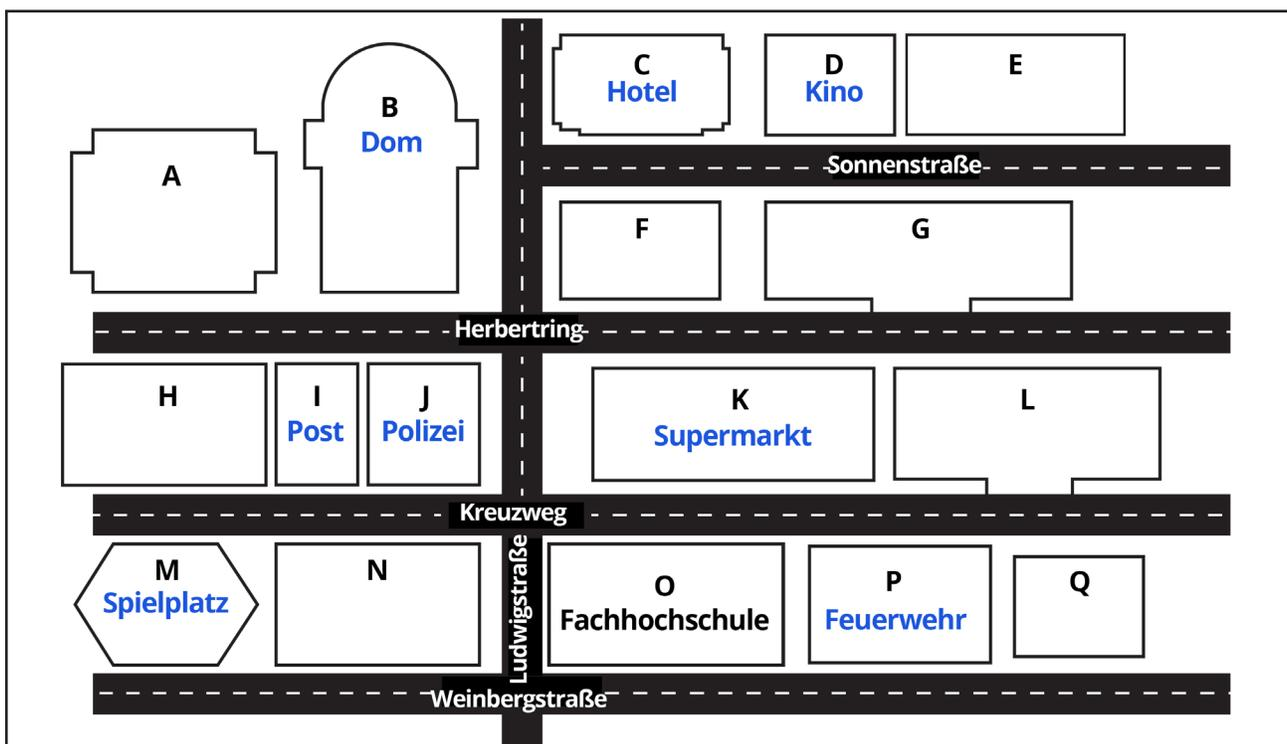 C
Hotel
D
Kino
E
B
Dom
A
Sonnenstraße
F
G
Herbertring
H
I
Post
J
Polizei
K
Supermarkt
L
Kreuzweg
M
Spielplatz
N
Ludwigstraße
O
Fachhochschule
P
Feuerwehr
Q
Weinbergstraße